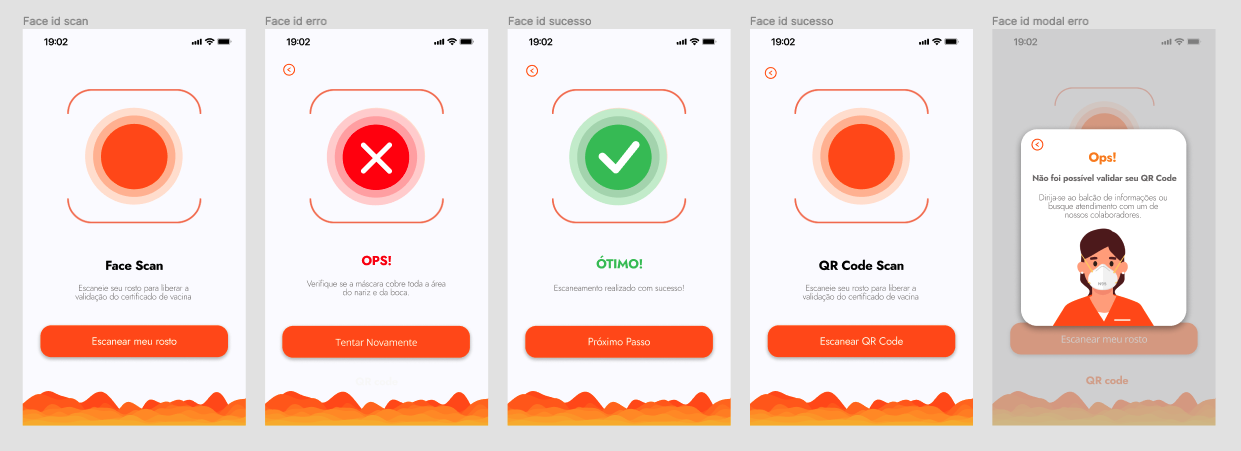 Face id scan
19:02
Face Scan
Escaneie seu rosto para liberar a
validação do certificado de vacina
Escanear meu rosto
Face id erro
19:02
OPS!
Verifique se a máscara cobre toda a área
do nariz e da boca.
Tentar Novamente
QR code
Face id sucesso
19:02
ÓTIMO!
Escaneamento realizado com sucesso!
Próximo Passo
Face id sucesso
19:02
QR Code Scan
Escaneie seu rosto para liberar a
validação do certificado de vacina
Escanear QR Code
Face id modal erro
19:02
Ops!
Não foi possível validar seu QR Code
Dirija-se ao balcão de informações ou
busque atendimento com um de
nossos colaboradores.
Escanear meu rosto
QR code